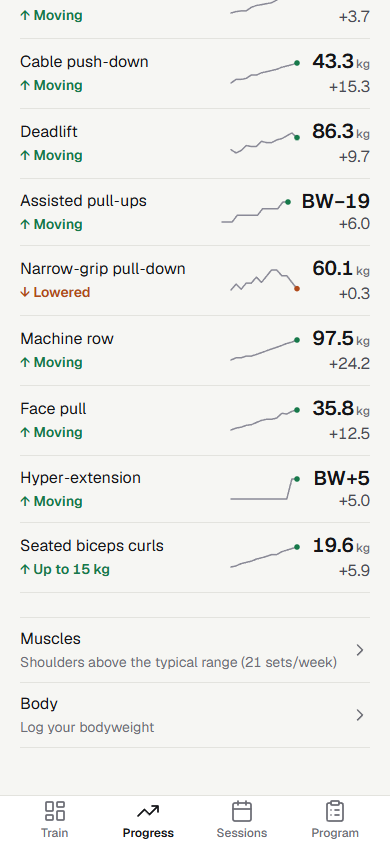 ↑ Moving
+3.7
Cable push-down
43.3 kg
↑ Moving
+15.3
Deadlift
86.3 kg
↑ Moving
+9.7
Assisted pull-ups
BW−19
↑ Moving
+6.0
Narrow-grip pull-down
60.1 kg
↓ Lowered
+0.3
Machine row
97.5 kg
↑ Moving
+24.2
Face pull
35.8 kg
↑ Moving
+12.5
Hyper-extension
BW+5
↑ Moving
+5.0
Seated biceps curls
19.6 kg
↑ Up to 15 kg
+5.9
Muscles
Shoulders above the typical range (21 sets/week)
Body
Log your bodyweight
Train
Progress
Sessions
Program